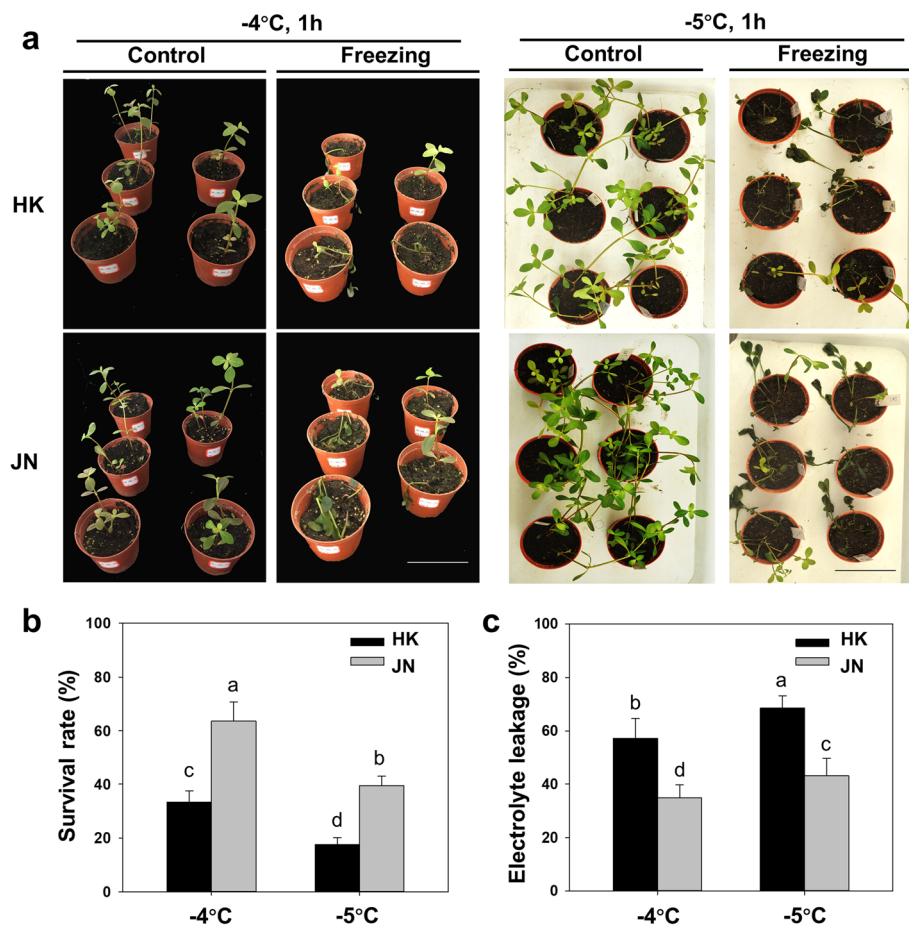 a
-4°C, 1h
-5°C, 1h
Control
Freezing
Control
Freezing
HK
JN
b
Survival rate (%)
100
80
60
40
20
0
HK
JN
c
a
d
b
-4°C
-5°C
c
Electrolyte leakage (%)
100
80
60
40
20
0
HK
JN
b
d
a
c
-4°C
-5°C